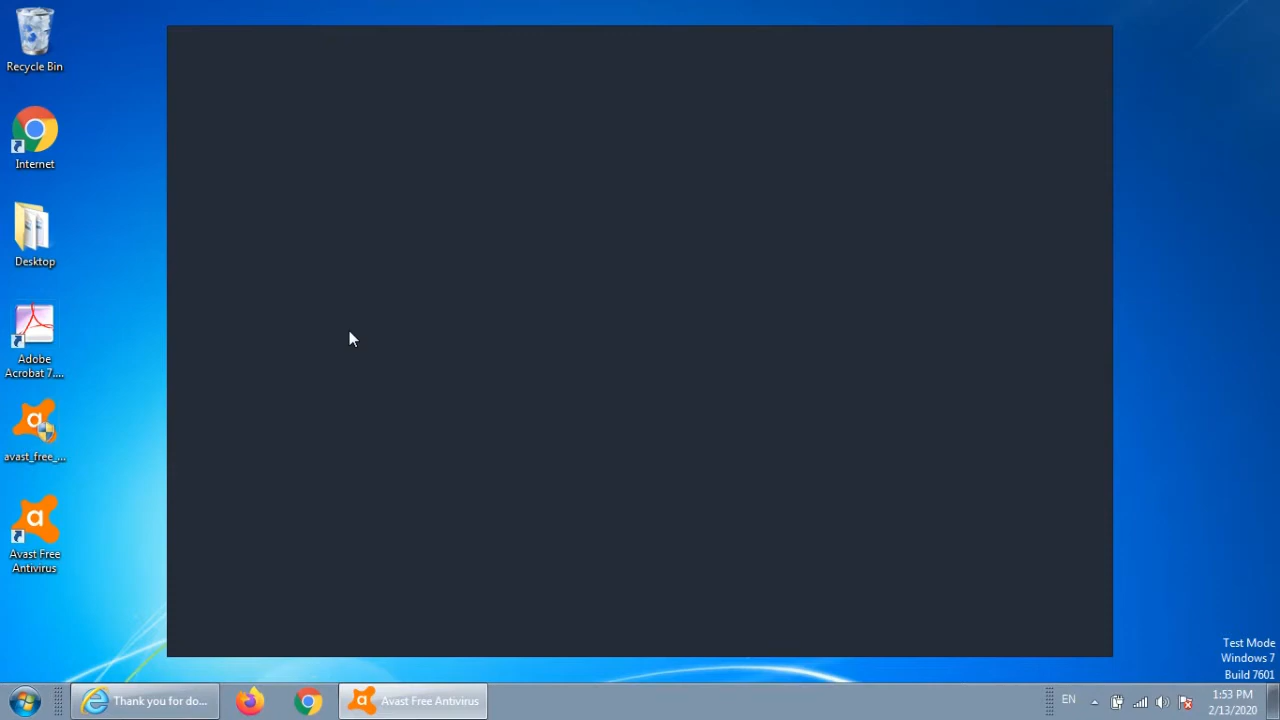 Recycle Bin
Internet
Desktop
Adobe
Acrobat 7....
avast_free_...
Avast Free
Antivirus
Test Mode
Windows 7
Build 7601
Thank you for do...
Avast Free Antivirus
EN
1:53 PM
2/13/2020